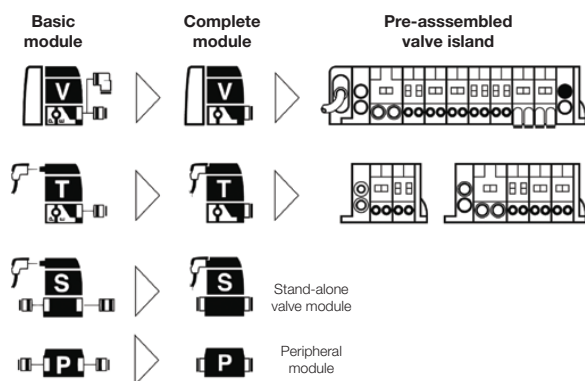 Basic
module
Complete
module
Pre-asssembled
valve island
V
V
T
T
S
S
Stand-alone
valve module
P
P
Peripheral
module